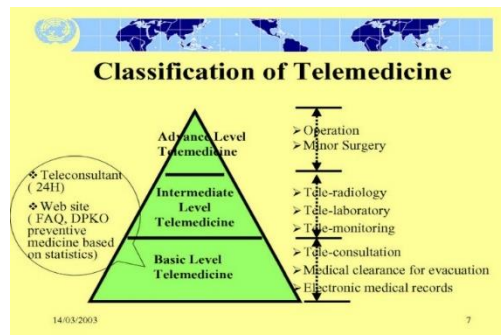 Classification of Telemedicine
Advance Level
Telemedicine
➢Operation
➢Minor Surgery
❖ Teleconsultant
( 24H)
❖ Web site
( FAQ, DPKO
preventive
medicine based
on statistics)
Intermediate
Level
Telemedicine
➢Tele-radiology
➢Tele-laboratory
➢Tele-monitoring
Basic Level
Telemedicine
➢Tele-consultation
➢Medical clearance for evacuation
➢Electronic medical records
14/03/2003
7